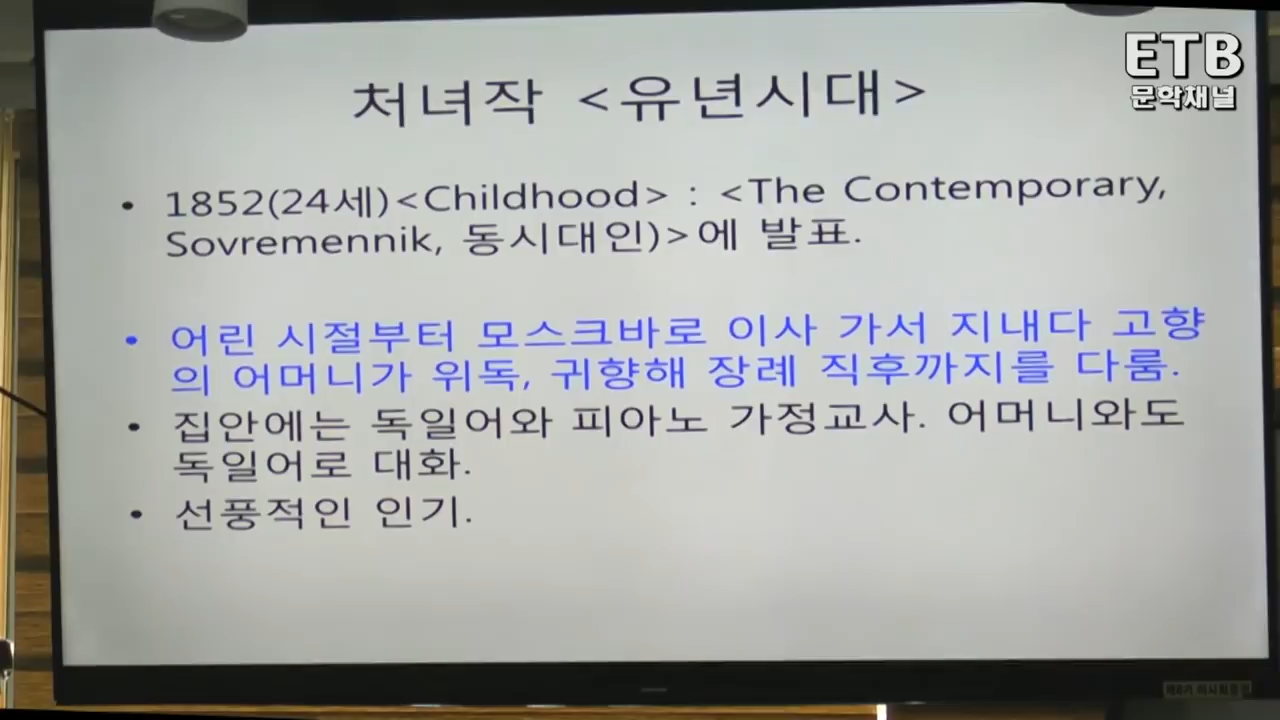 ETB
문학채널
처녀작 <유년시대>
• 1852(24세)<Childhood> : <The Contemporary,
Sovremennik, 동시대인)>에 발표.
• 어린 시절부터 모스크바로 이사 가서 지내다 고향
의 어머니가 위독, 귀향해 장례 직후까지를 다룸.
• 집안에는 독일어와 피아노 가정교사. 어머니와도
독일어로 대화.
• 선풍적인 인기.